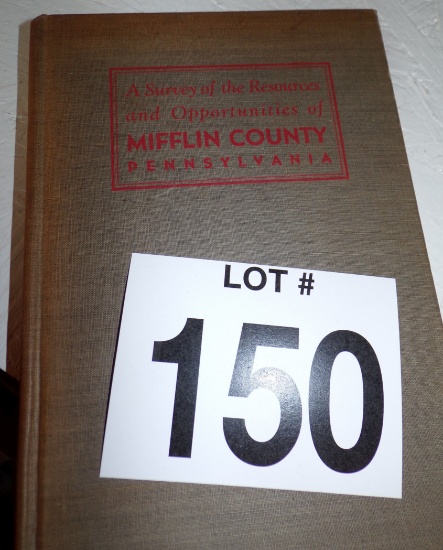 A Survey of the Resources
and Opportunities of
MIFFLIN COUNTY
PENNSYLVANIA
LOT #
150